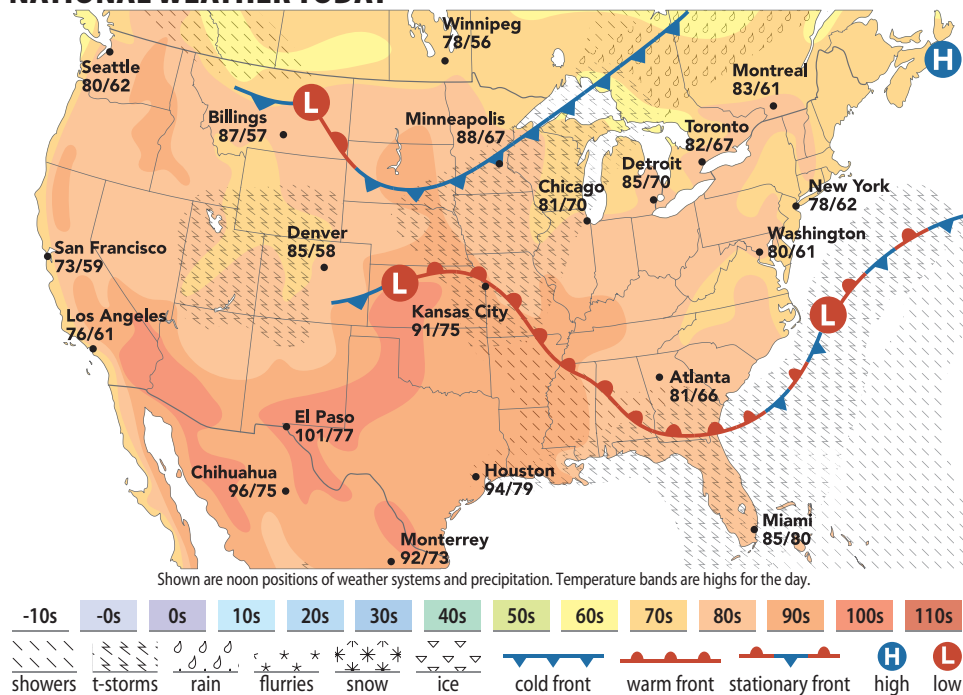 NATIONAL WEATHER TODAY
Winnipeg
78/56
H
Seattle
80/62
Montreal
83/61
L
Billings
87/57
Minneapolis
88/67
Toronto
82/67
Detroit
85/70
Chicago
81/70
New York
78/62
Denver
85/58
Washington
80/61
San Francisco
73/59
L
Kansas City
91/75
Los Angeles
76/61
L
Atlanta
81/66
El Paso
101/77
Chihuahua
96/75
Houston
94/79
Miami
85/80
Monterrey
92/73
Shown are noon positions of weather systems and precipitation. Temperature bands are highs for the day.
-10s -0s 0s 10s 20s 30s 40s 50s 60s 70s 80s 90s 100s 110s
H L
showers t-storms rain flurries snow ice cold front warm front stationary front high low